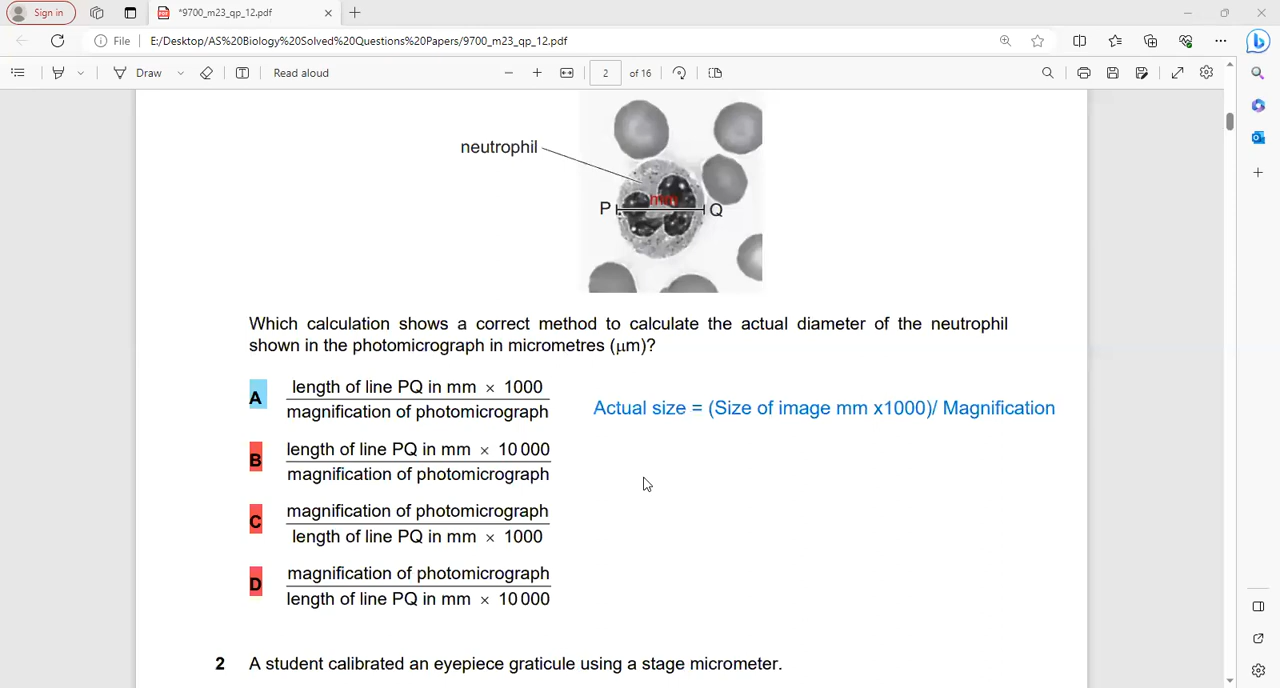 Sign in
*9700_m23_qp_12.pdf
File
E:/Desktop/AS%20Biology%20Solved%20Questions%20Papers/9700_m23_qp_12.pdf
Draw
Read aloud
2 of 16
neutrophil
mm
P Q
Which calculation shows a correct method to calculate the actual diameter of the neutrophil
shown in the photomicrograph in micrometres (μm)?
A
length of line PQ in mm × 1000
magnification of photomicrograph
Actual size = (Size of image mm x1000)/ Magnification
B
length of line PQ in mm × 10 000
magnification of photomicrograph
C
magnification of photomicrograph
length of line PQ in mm × 1000
D
magnification of photomicrograph
length of line PQ in mm × 10 000
2 A student calibrated an eyepiece graticule using a stage micrometer.